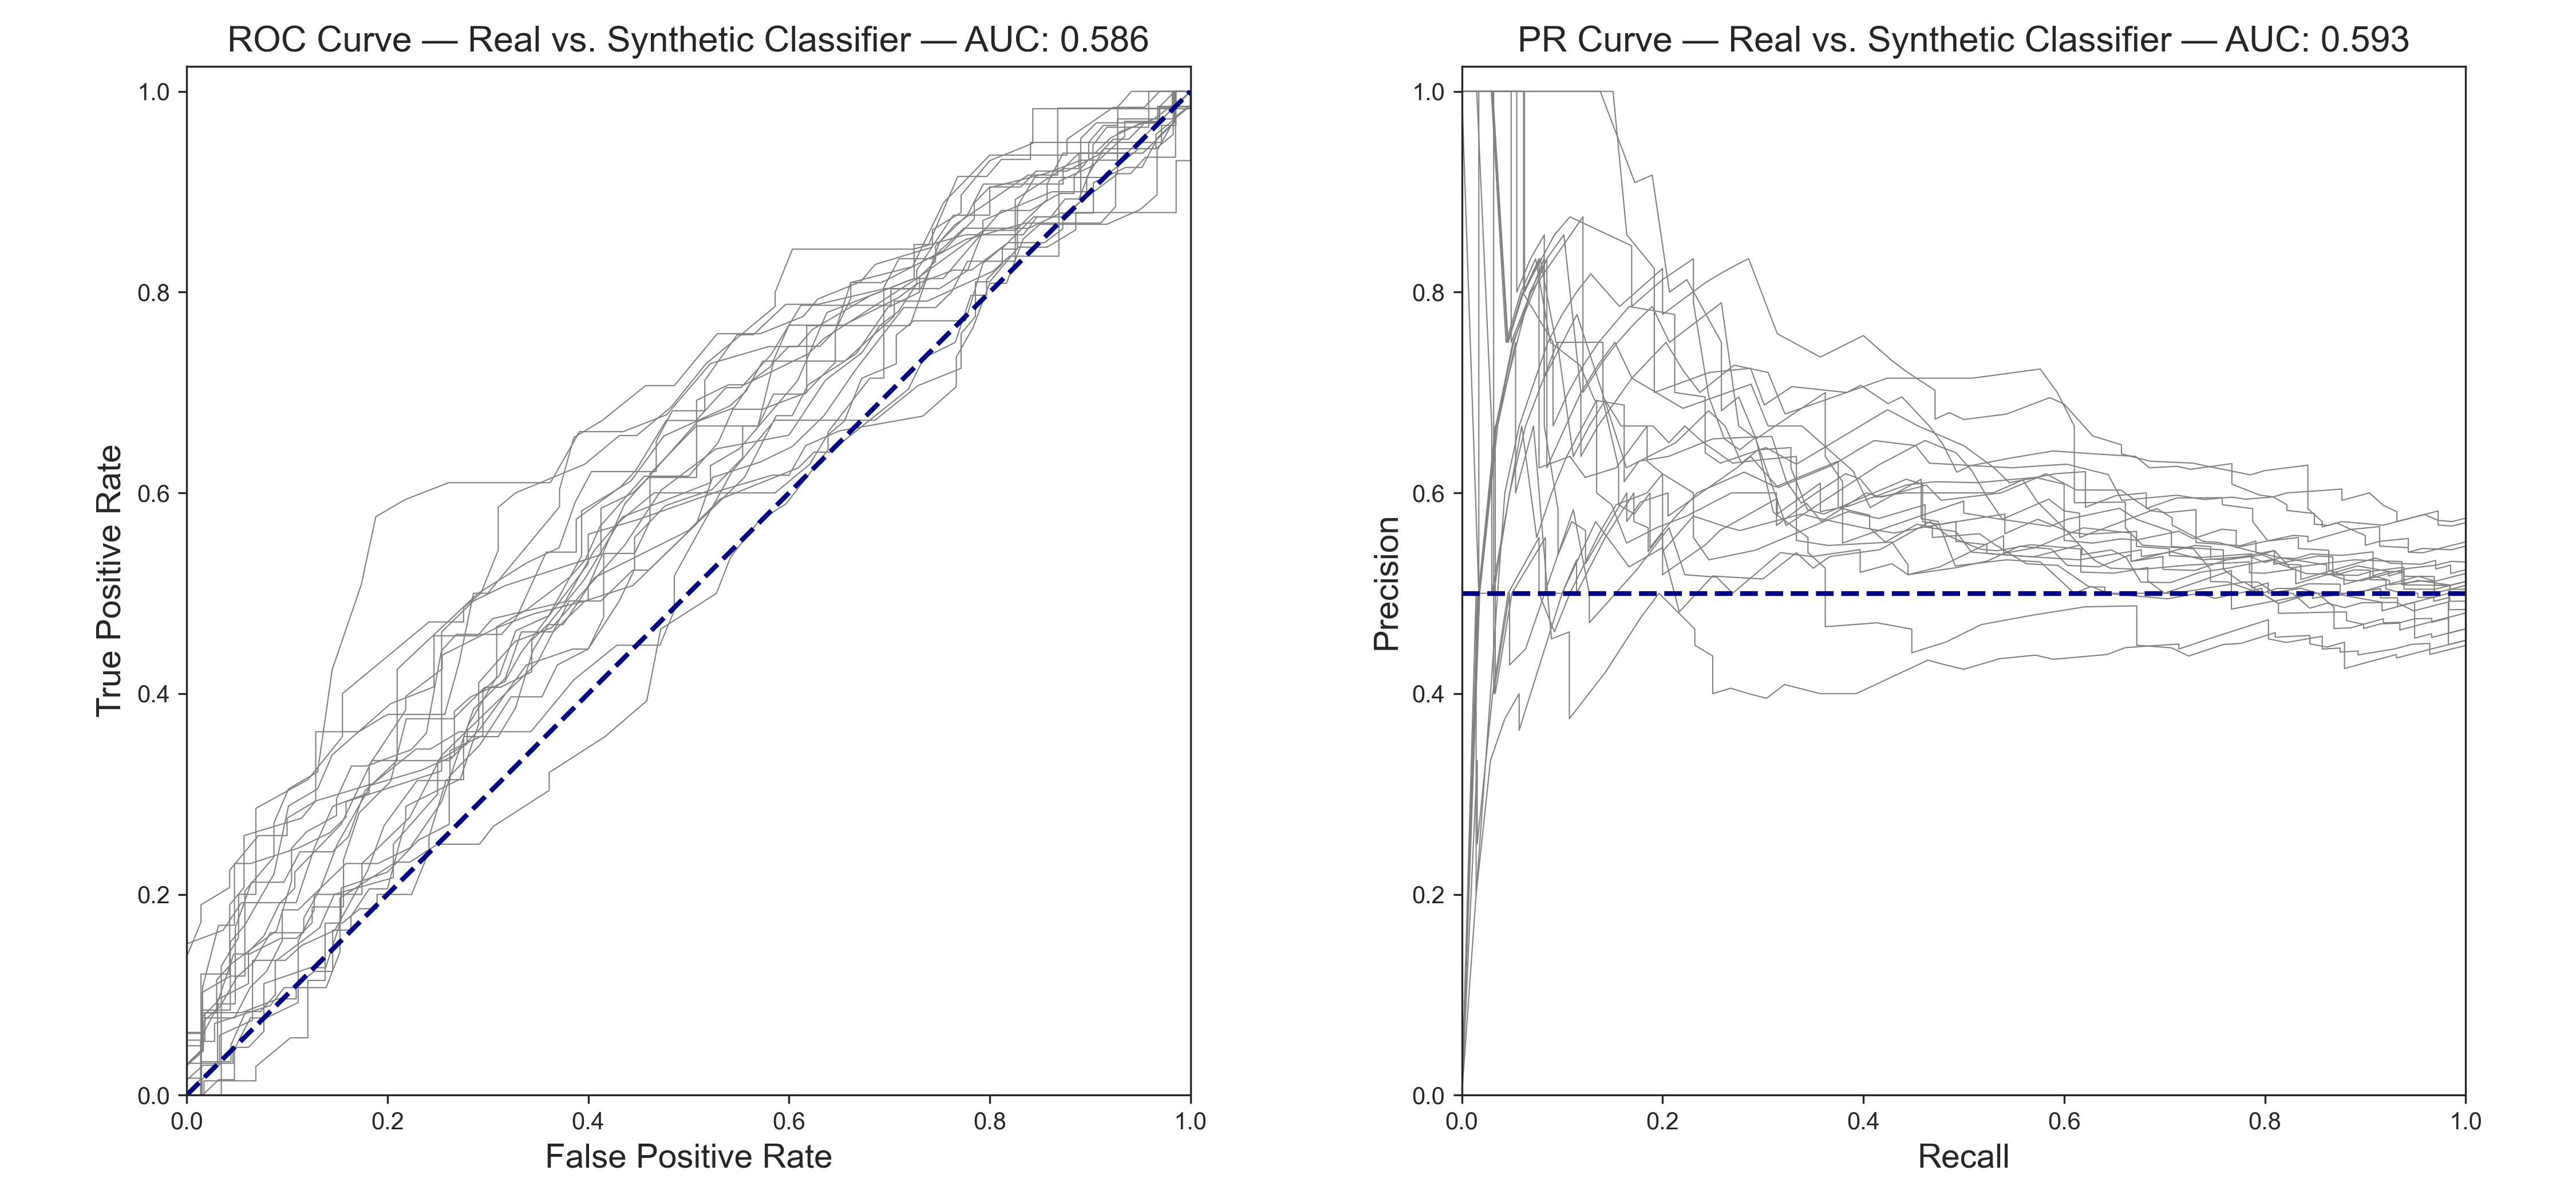 ROC Curve — Real vs. Synthetic Classifier — AUC: 0.586
1.0
0.8
0.6
0.4
0.2
0.0
True Positive Rate
0.0 0.2 0.4 0.6 0.8 1.0
False Positive Rate
PR Curve — Real vs. Synthetic Classifier — AUC: 0.593
1.0
0.8
0.6
0.4
0.2
0.0
Precision
0.0 0.2 0.4 0.6 0.8 1.0
Recall